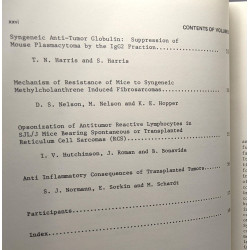 xxvi
CONTENTS OF VOLUME
Syngeneic Anti-Tumor Globulin: Suppression of
Mouse Plasmacytoma by the IgG2 Fraction
T. N. Harris and S. Harris
Mechanism of Resistance of Mice to Syngeneic
Methylcholanthrene Induced Fibrosarcomas
D. S. Nelson, M. Nelson and K. E. Hopper
Opsonization of Antitumor Reactive Lymphocytes in
SJL/J Mice Bearing Spontaneous or Transplanted
Reticulum Cell Sarcomas (RCS)
I. V. Hutchinson, J. Roman and B. Bonavida
Anti Inflammatory Consequences of Transplanted Tumors
S. J. Normann, E. Sorkin and M. Schardt
Participants
Index